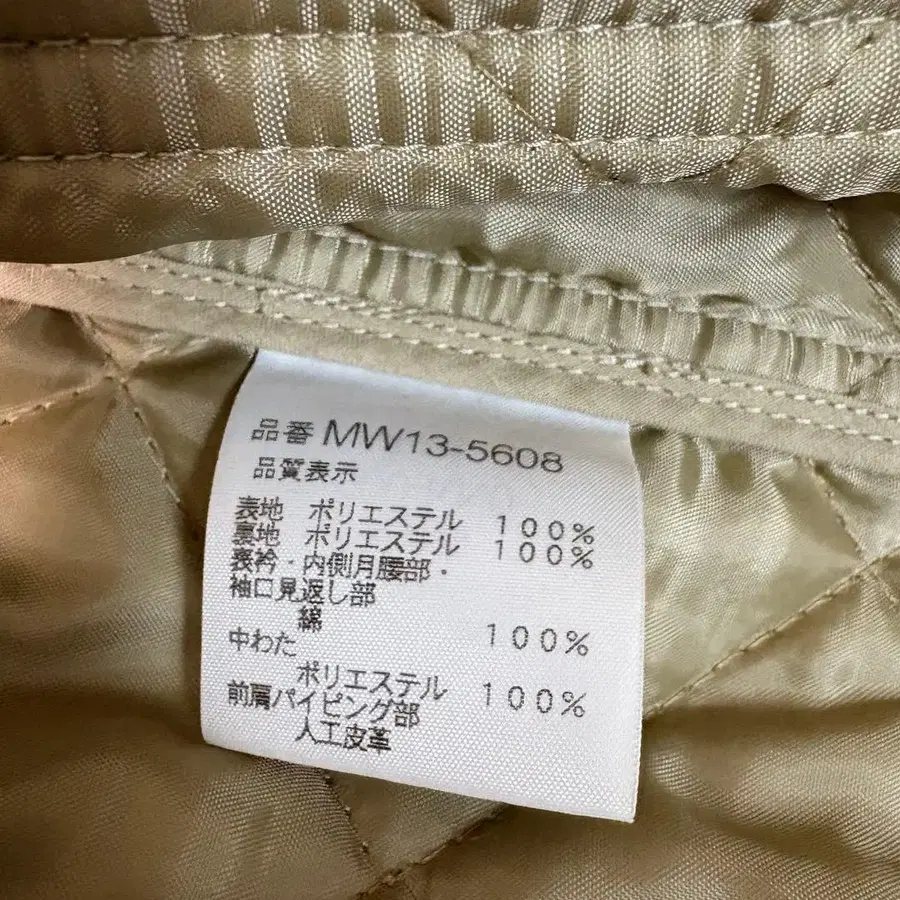 品番 MW13-5608
品質表示
表地 ポリエステル 100%
裏地 ポリエステル 100%
表衿・内側月腰部・
袖口見返し部
綿 100%
中わた
ポリエステル 100%
前肩パイピング部
人工皮革